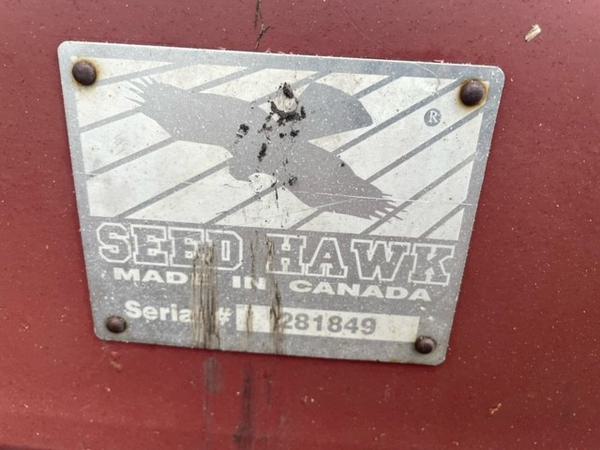 ®
SEED HAWK
MADE IN CANADA
Serial # 281849